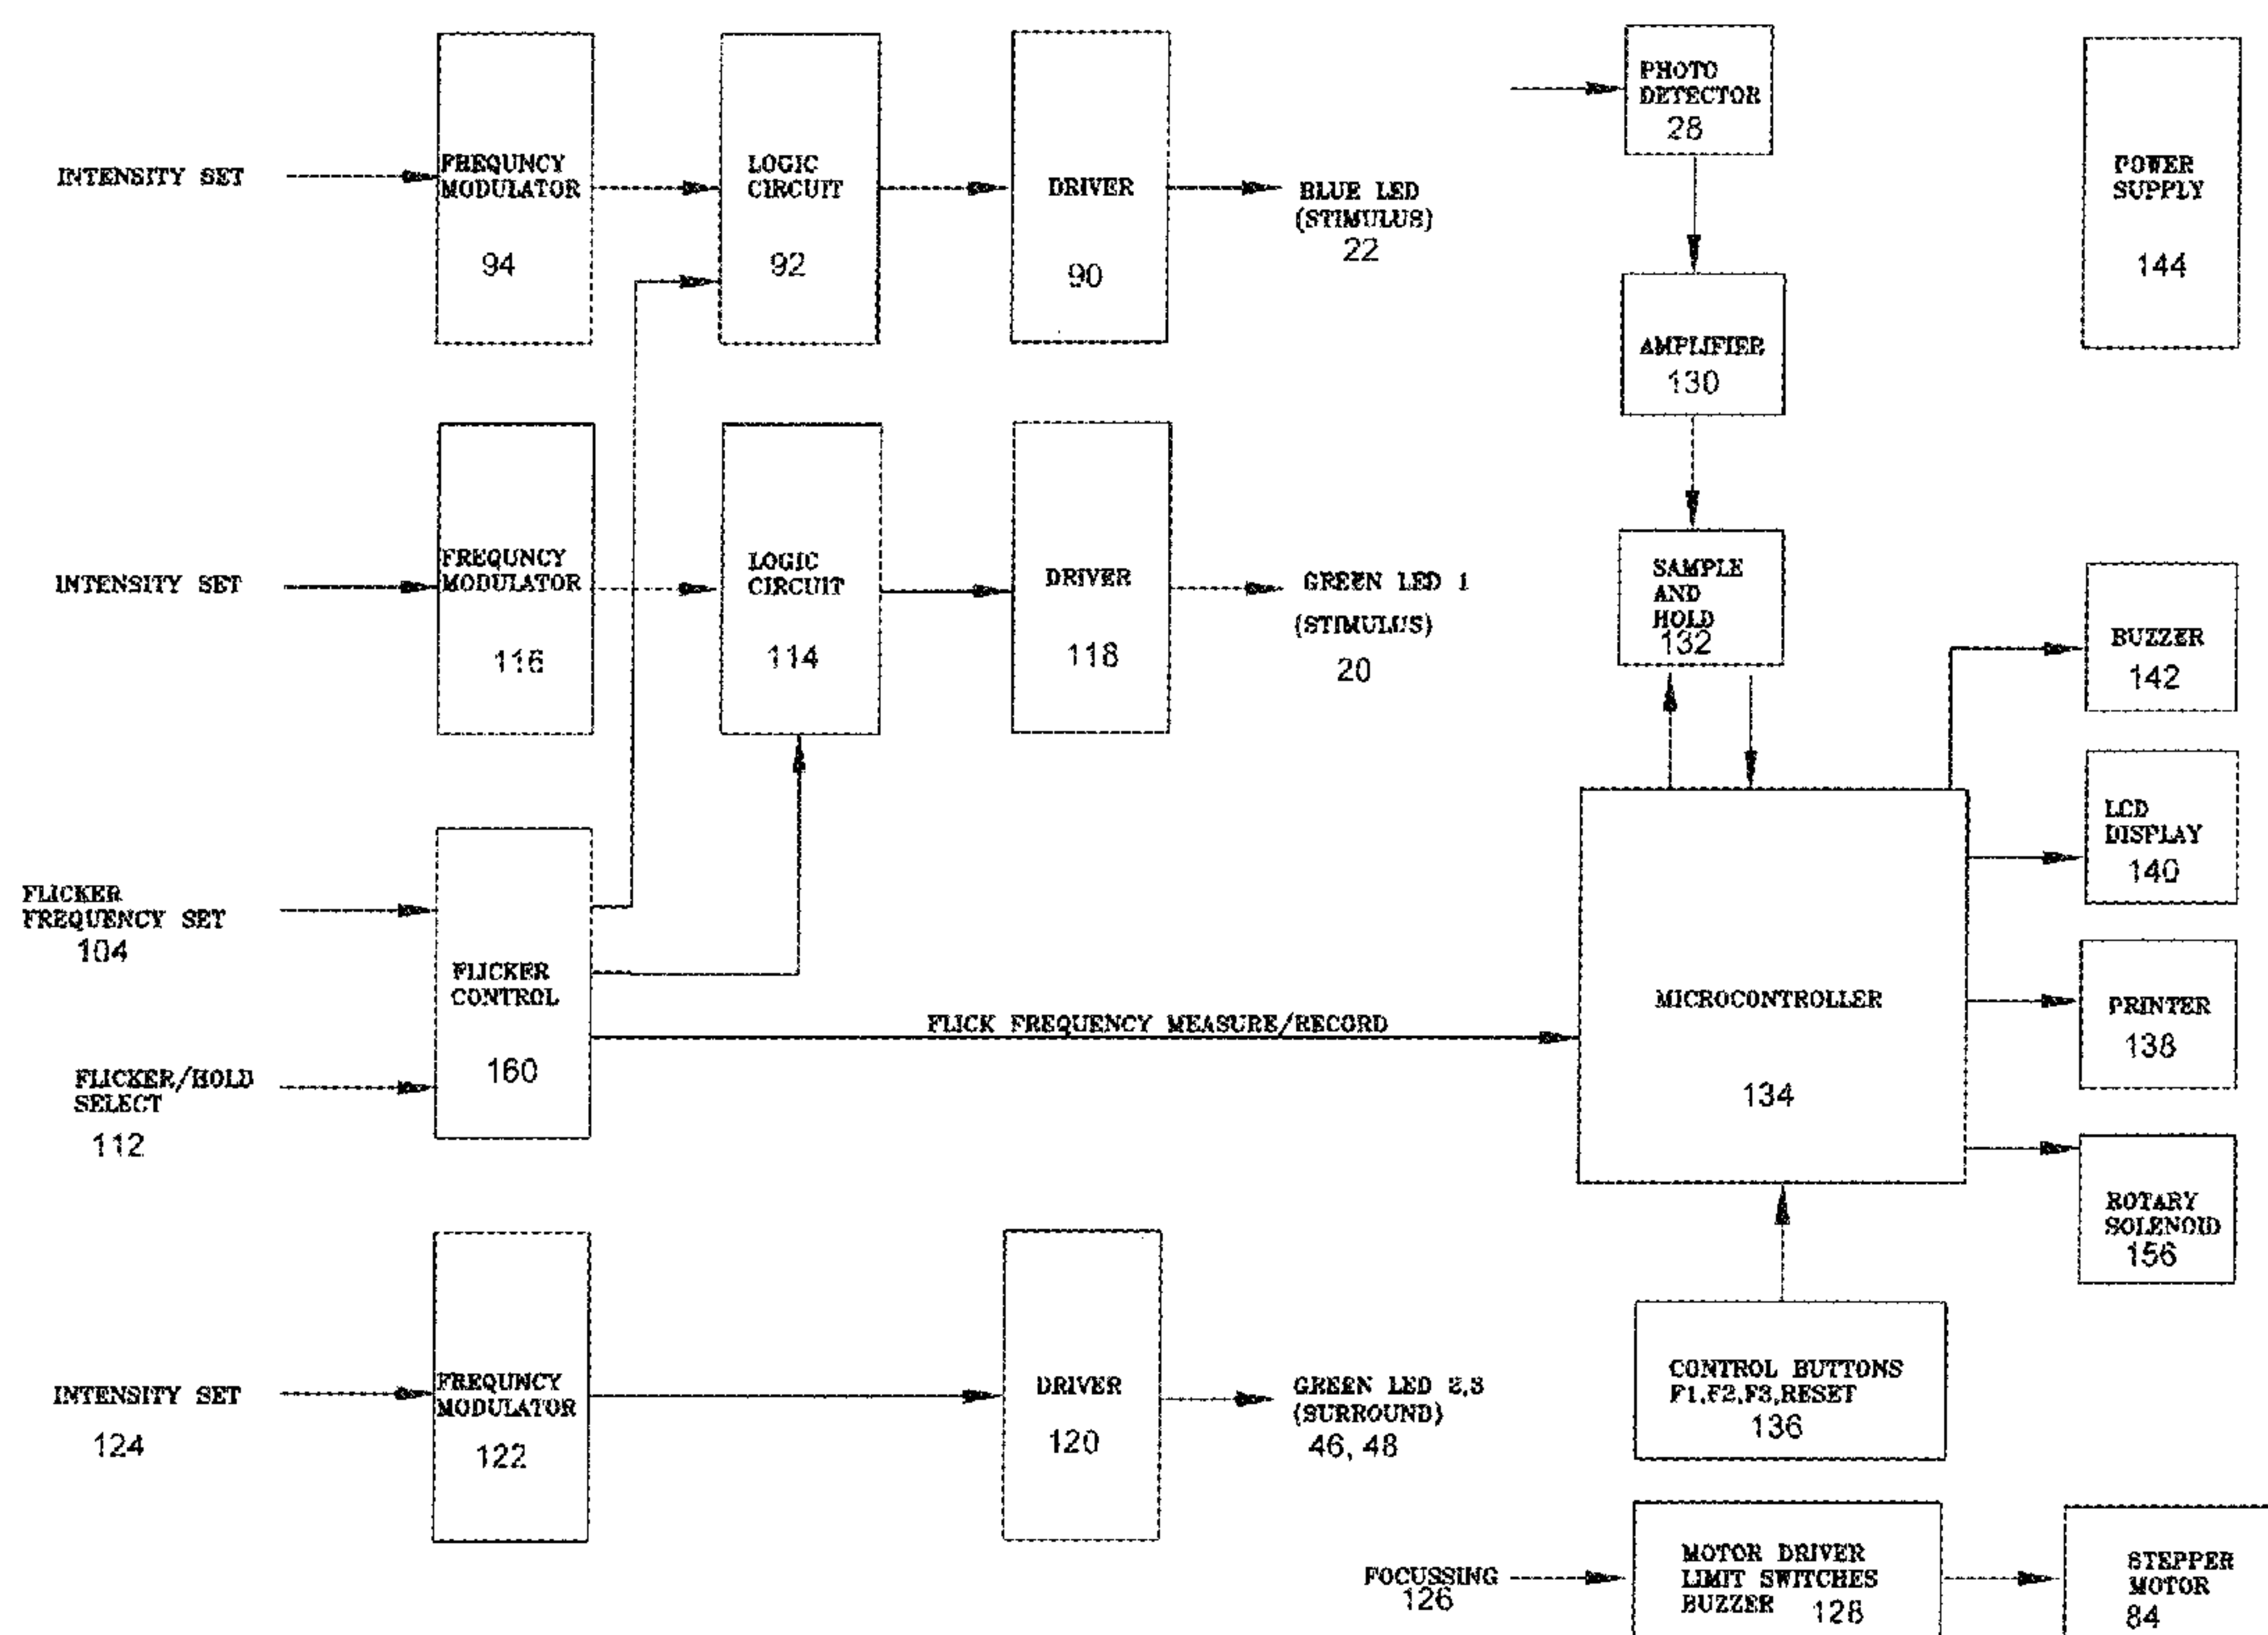 INTENSITY SET
FREQUNCY
MODULATOR
94
LOGIC
CIRCUIT
92
DRIVER
90
BLUE LED
(STIMULUS)
22
PHOTO
DETECTOR
28
POWER
SUPPLY
144
AMPLIFIER
130
INTENSITY SET
FREQUNCY
MODULATOR
116
LOGIC
CIRCUIT
114
DRIVER
118
GREEN LED 1
(STIMULUS)
20
SAMPLE
AND
HOLD
132
BUZZER
142
LCD
DISPLAY
140
FLICKER
FREQUENCY SET
104
FLICKER
CONTROL
160
FLICK FREQUENCY MEASURE/RECORD
MICROCONTROLLER
134
PRINTER
138
FLICKER/HOLD
SELECT
112
ROTARY
SOLENOID
156
INTENSITY SET
124
FREQUNCY
MODULATOR
122
DRIVER
120
GREEN LED 2,3
(SURROUND)
46, 48
CONTROL BUTTONS
F1,F2,F3,RESET
136
FOCUSSING
126
MOTOR DRIVER
LIMIT SWITCHES
BUZZER 128
STEPPER
MOTOR
84